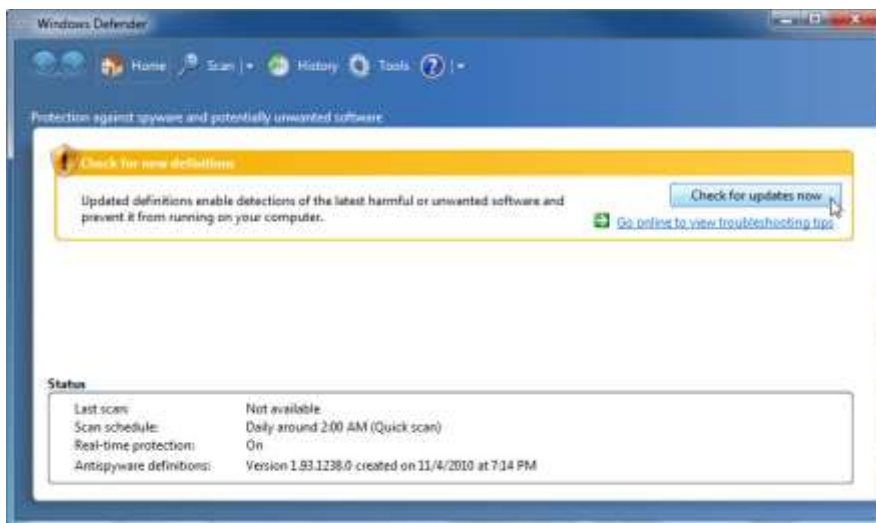 Windows Defender
Home Scan History Tools
Protection against spyware and potentially unwanted software
Check for new definitions
Updated definitions enable detections of the latest harmful or unwanted software and
prevent it from running on your computer.
Check for updates now
Go online to view troubleshooting tips
Status
Last scan: Not available
Scan schedule: Daily around 2:00 AM (Quick scan)
Real-time protection: On
Antispyware definitions: Version 1.93.1238.0 created on 11/4/2010 at 7:14 PM